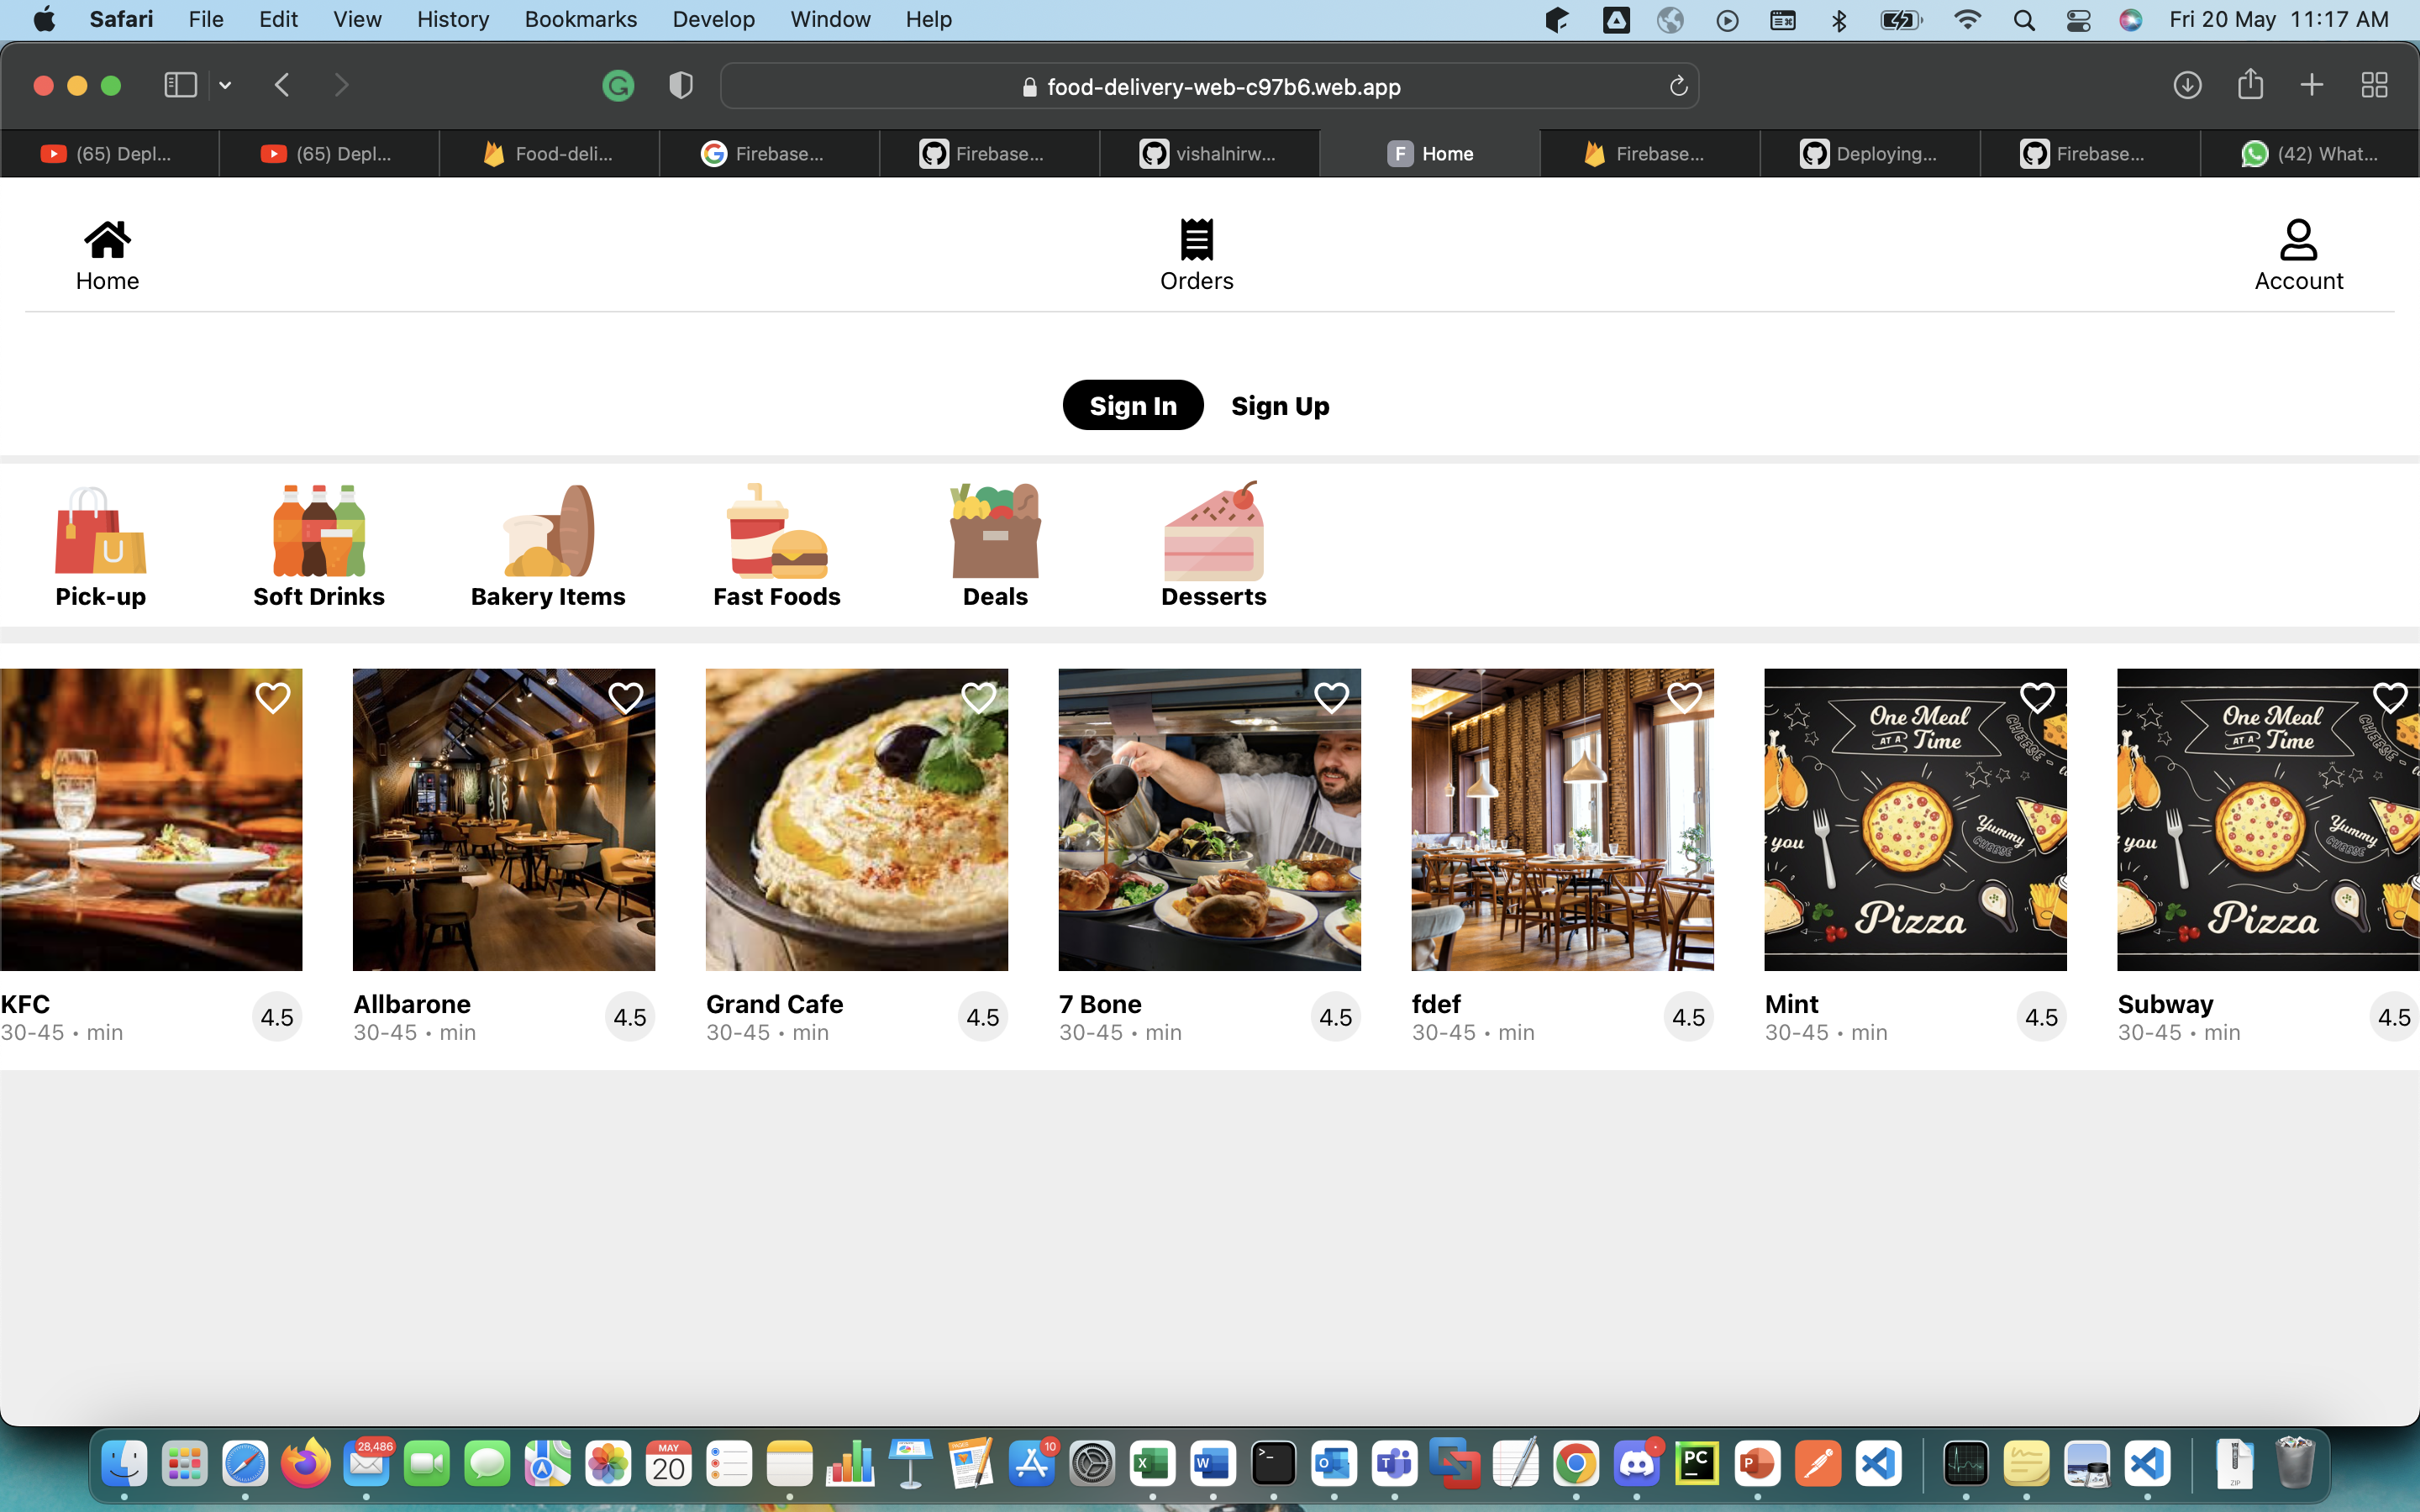 Safari File Edit View History Bookmarks Develop Window Help Fri 20 May 11:17 AM
food-delivery-web-c97b6.web.app
(65) Depl... (65) Depl... Food-deli... Firebase... Firebase... vishalnirw... F Home Firebase... Deploying... Firebase... (42) What...
Home Orders Account
Sign In Sign Up
U
Pick-up Soft Drinks Bakery Items Fast Foods Deals Desserts
One Meal
AT A Time
CHEESE
you
Yummy
CHEESE
Pizza
One Meal
AT A Time
CHEESE
you
Yummy
CHEESE
Pizza
KFC 4.5 Allbarone 4.5 Grand Cafe 4.5 7 Bone 4.5 fdef 4.5 Mint 4.5 Subway 4.5
30-45 • min 30-45 • min 30-45 • min 30-45 • min 30-45 • min 30-45 • min 30-45 • min
28,486 MAY 20 10 X W >_ O T PC P ZIP